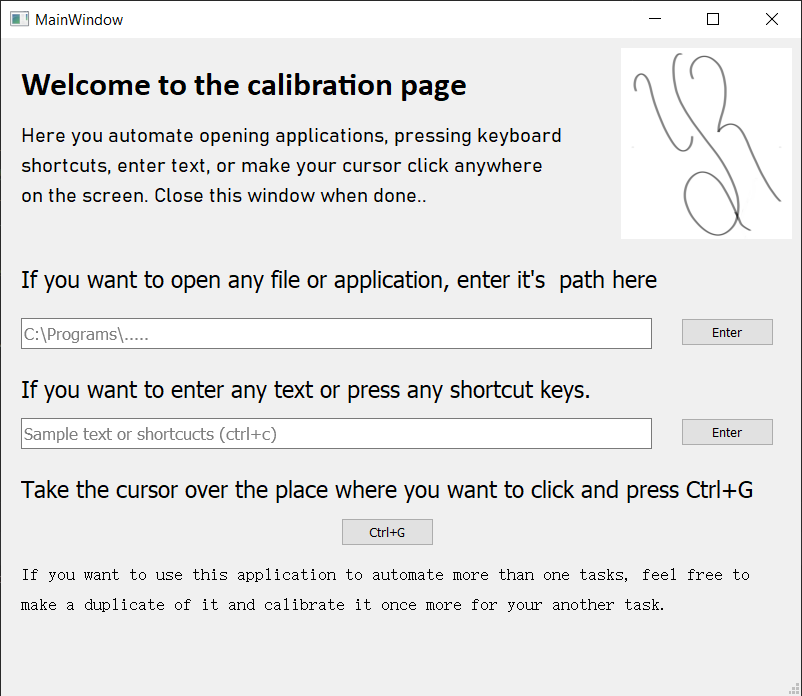 MainWindow
Welcome to the calibration page
Here you automate opening applications, pressing keyboard
shortcuts, enter text, or make your cursor click anywhere
on the screen. Close this window when done..
If you want to open any file or application, enter it's  path here
C:\Programs\.....
Enter
If you want to enter any text or press any shortcut keys.
Sample text or shortcucts (ctrl+c)
Enter
Take the cursor over the place where you want to click and press Ctrl+G
Ctrl+G
If you want to use this application to automate more than one tasks, feel free to
make a duplicate of it and calibrate it once more for your another task.